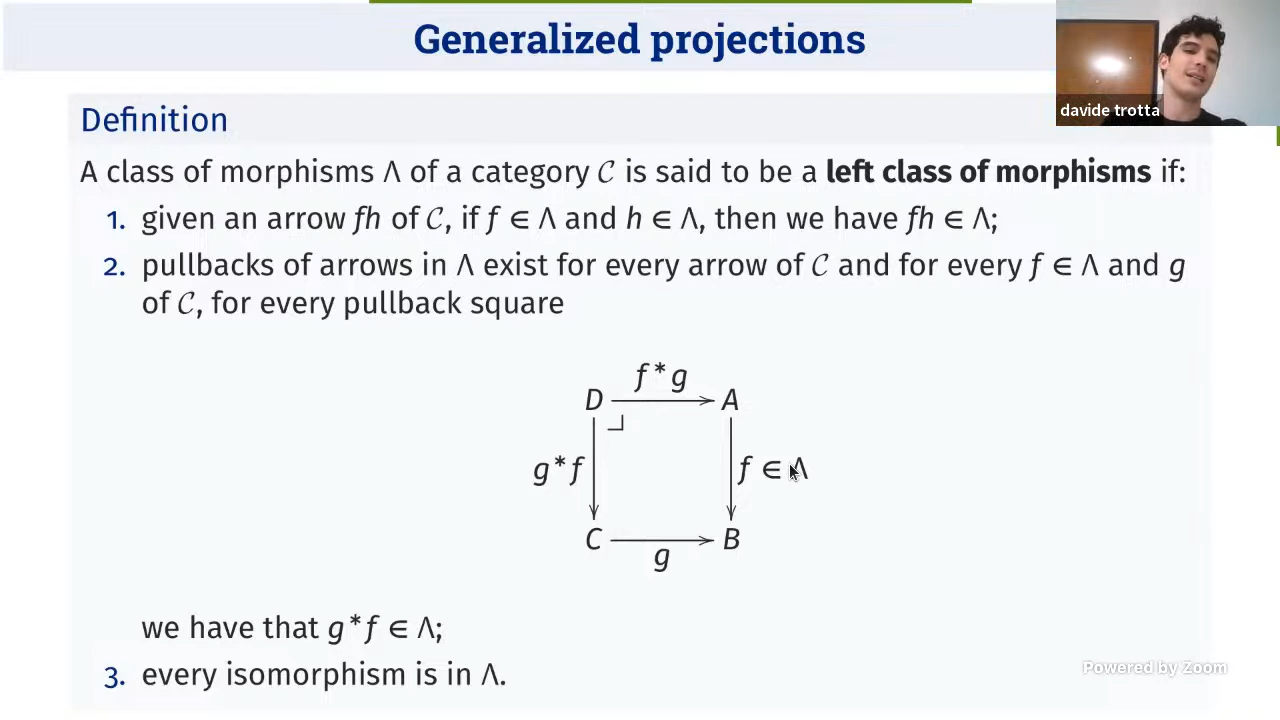 Generalized projections
davide trotta
Definition
A class of morphisms Λ of a category 𝒞 is said to be a left class of morphisms if:
1. given an arrow fh of 𝒞, if f ∈ Λ and h ∈ Λ, then we have fh ∈ Λ;
2. pullbacks of arrows in Λ exist for every arrow of 𝒞 and for every f ∈ Λ and g
of 𝒞, for every pullback square
f*g
D A
g*f f ∈ Λ
C B
g
we have that g*f ∈ Λ;
3. every isomorphism is in Λ.
Powered by Zoom